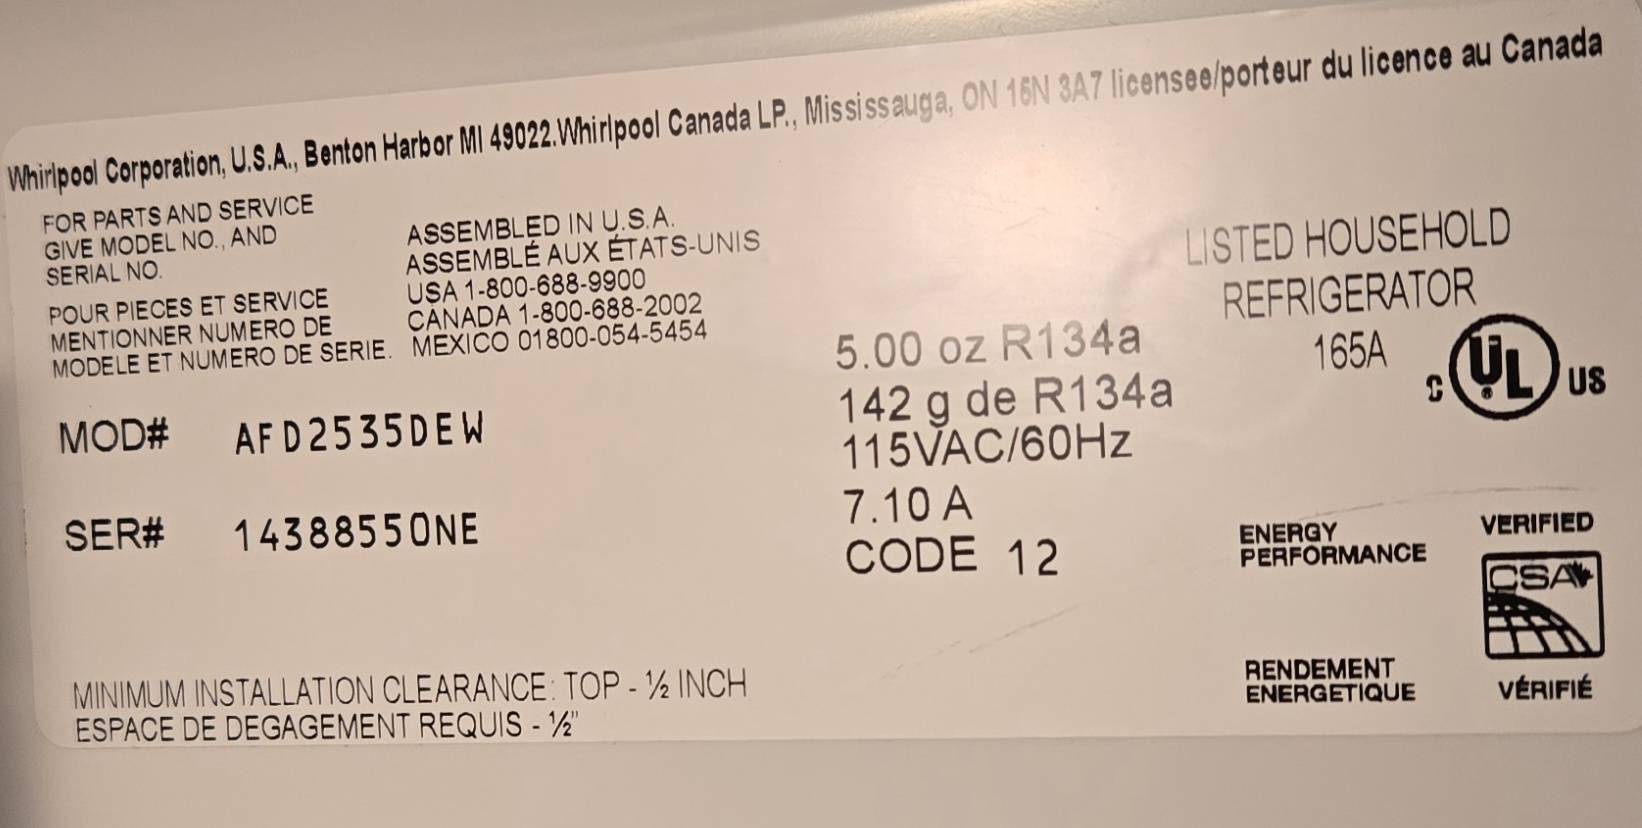 Whirlpool Corporation, U.S.A., Benton Harbor MI 49022.Whirlpool Canada LP., Mississauga, ON 16N 3A7 licensee/porteur du licence au Canada
FOR PARTS AND SERVICE
GIVE MODEL NO., AND
SERIAL NO.
POUR PIECES ET SERVICE
MENTIONNER NUMERO DE
MODELE ET NUMERO DE SERIE.
ASSEMBLED IN U.S.A.
ASSEMBLÉ AUX ÉTATS-UNIS
USA 1-800-688-9900
CANADA 1-800-688-2002
MEXICO 01800-054-5454
MOD# AFD2535DEW
SER# 14388550NE
5.00 oz R134a
142 g de R134a
115VAC/60Hz
7.10 A
CODE 12
LISTED HOUSEHOLD
REFRIGERATOR
165A
C UL ® US
ENERGY
PERFORMANCE
VERIFIED
CSA
RENDEMENT
ENERGETIQUE
VÉRIFIÉ
MINIMUM INSTALLATION CLEARANCE: TOP - ½ INCH
ESPACE DE DEGAGEMENT REQUIS - ½"